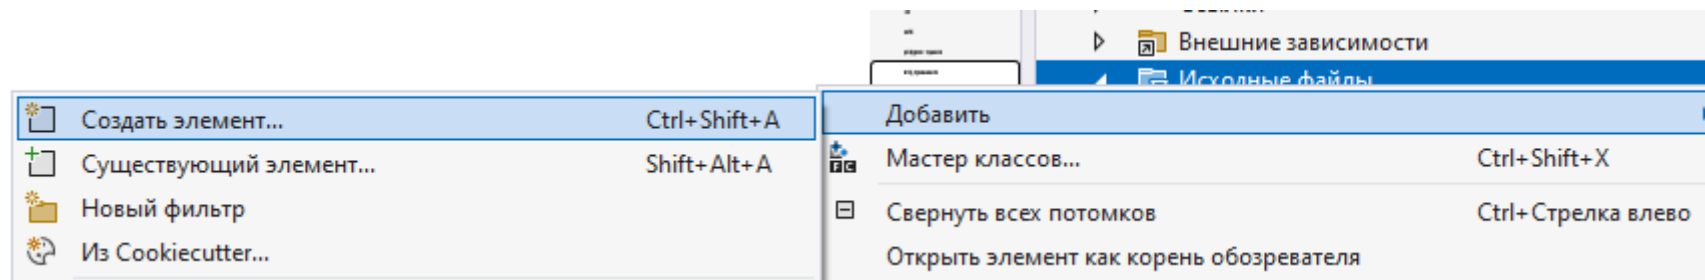 Внешние зависимости
Исходные файлы
Создать элемент... Ctrl+Shift+A
Существующий элемент... Shift+Alt+A
Новый фильтр
Из Cookiecutter...
Добавить
Мастер классов... Ctrl+Shift+X
Свернуть всех потомков Ctrl+Стрелка влево
Открыть элемент как корень обозревателя